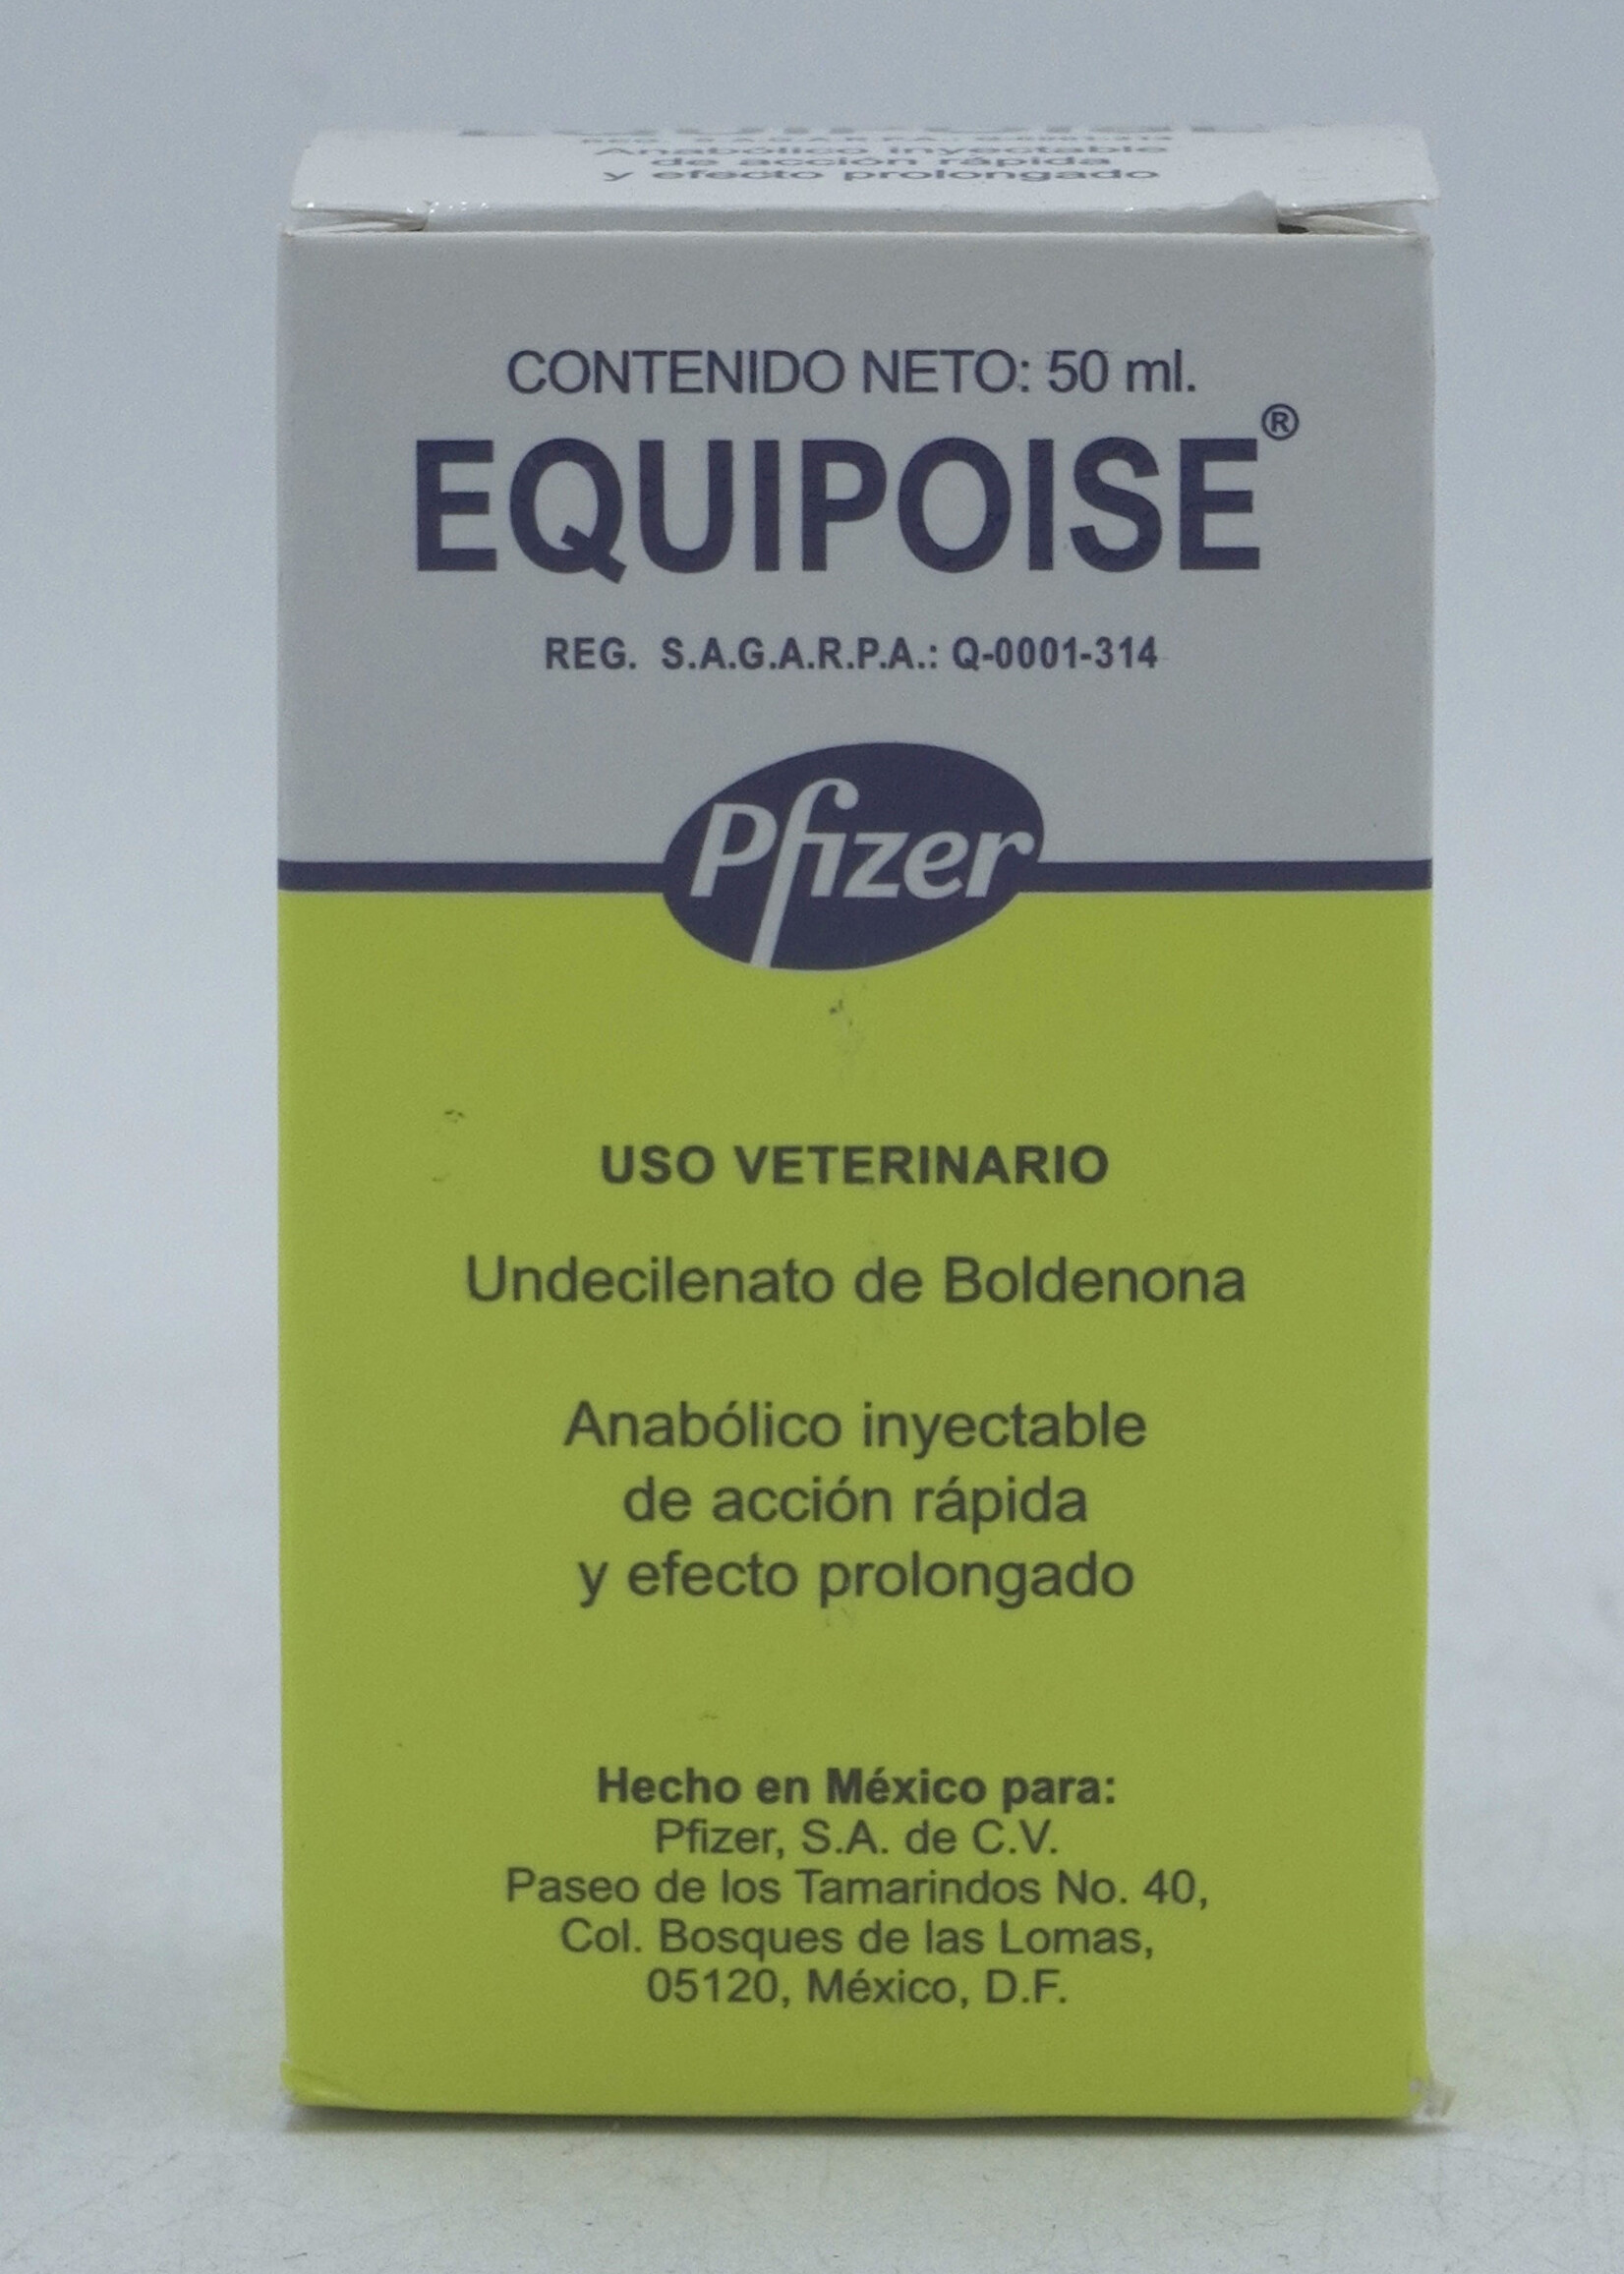 REG. S.A.G.A.R.P.A.
Anabólico inyectable
de acción rápida
y efecto prolongado
CONTENIDO NETO: 50 ml.
EQUIPOISE®
REG. S.A.G.A.R.P.A.: Q-0001-314
Pfizer
USO VETERINARIO
Undecilenato de Boldenona
Anabólico inyectable
de acción rápida
y efecto prolongado
Hecho en México para:
Pfizer, S.A. de C.V.
Paseo de los Tamarindos No. 40,
Col. Bosques de las Lomas,
05120, México, D.F.